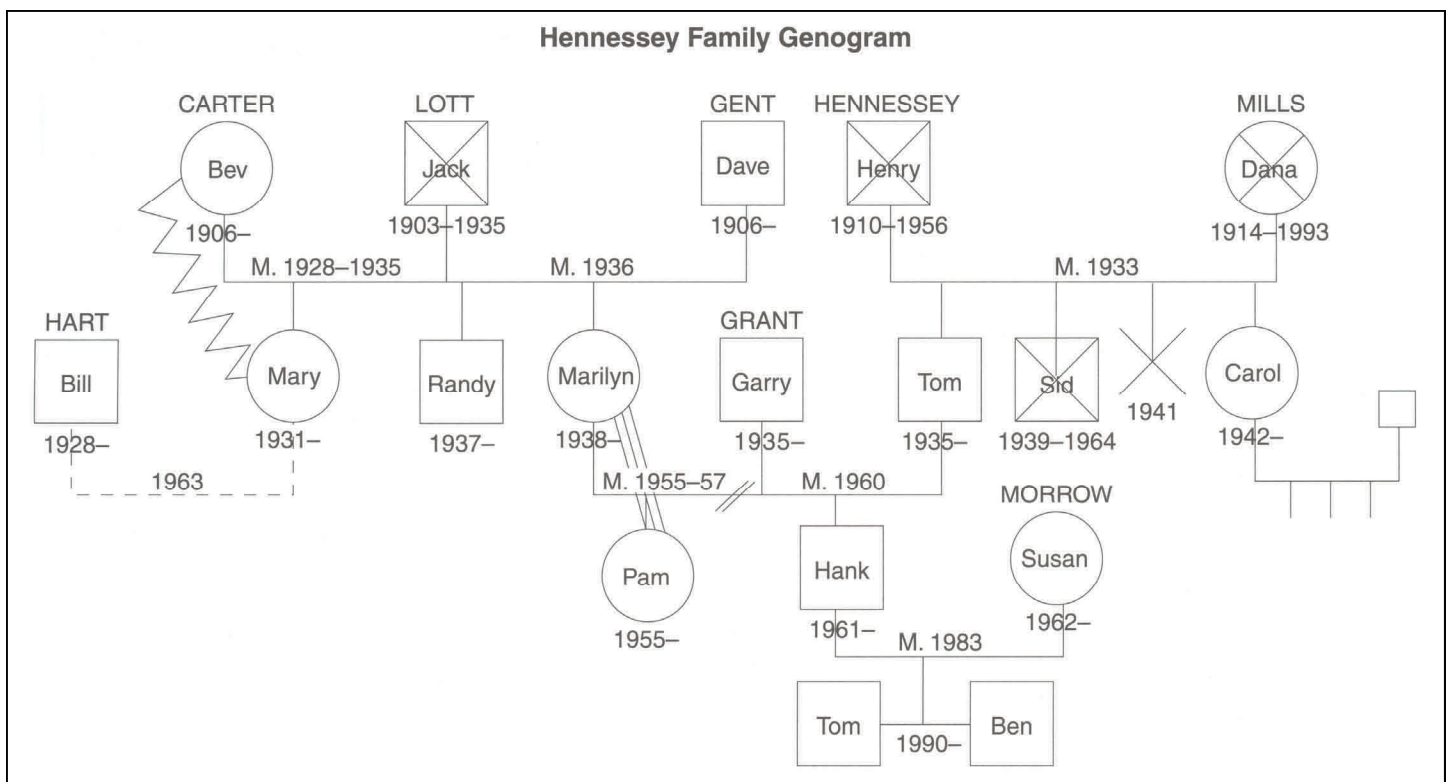 Hennessey Family Genogram
CARTER LOTT GENT HENNESSEY MILLS
Bev Jack Dave Henry Dana
1906– 1903–1935 1906– 1910–1956 1914–1993
M. 1928–1935 M. 1936 M. 1933
HART GRANT
Bill Mary Randy Marilyn Garry Tom Sid Carol
1928– 1931– 1937– 1938– 1935– 1935– 1939–1964 1941 1942–
1963 M. 1955–57 M. 1960
MORROW
Pam Hank Susan
1955– 1961– 1962–
M. 1983
Tom Ben
1990–